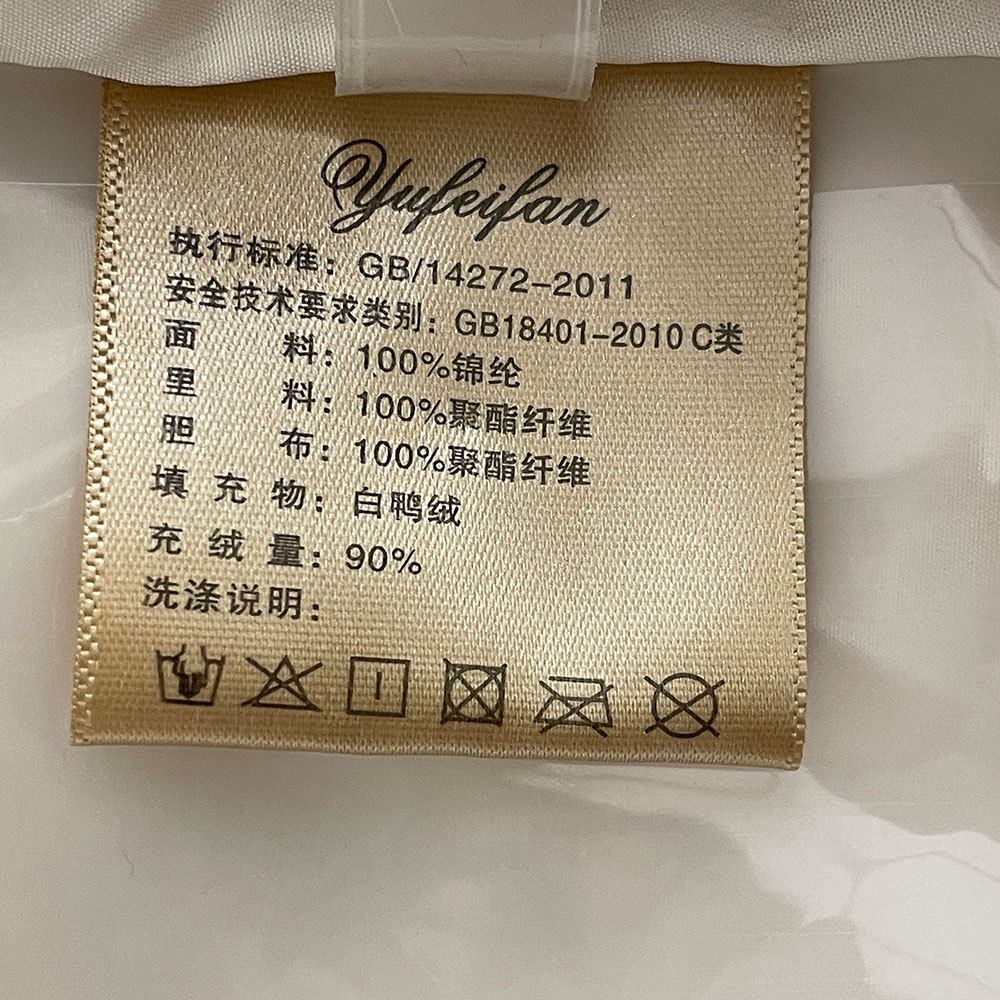 Yufeifan
执行标准：GB/14272-2011
安全技术要求类别：GB18401-2010 C类
面料：100%锦纶
里料：100%聚酯纤维
胆布：100%聚酯纤维
填充物：白鸭绒
充绒量：90%
洗涤说明：